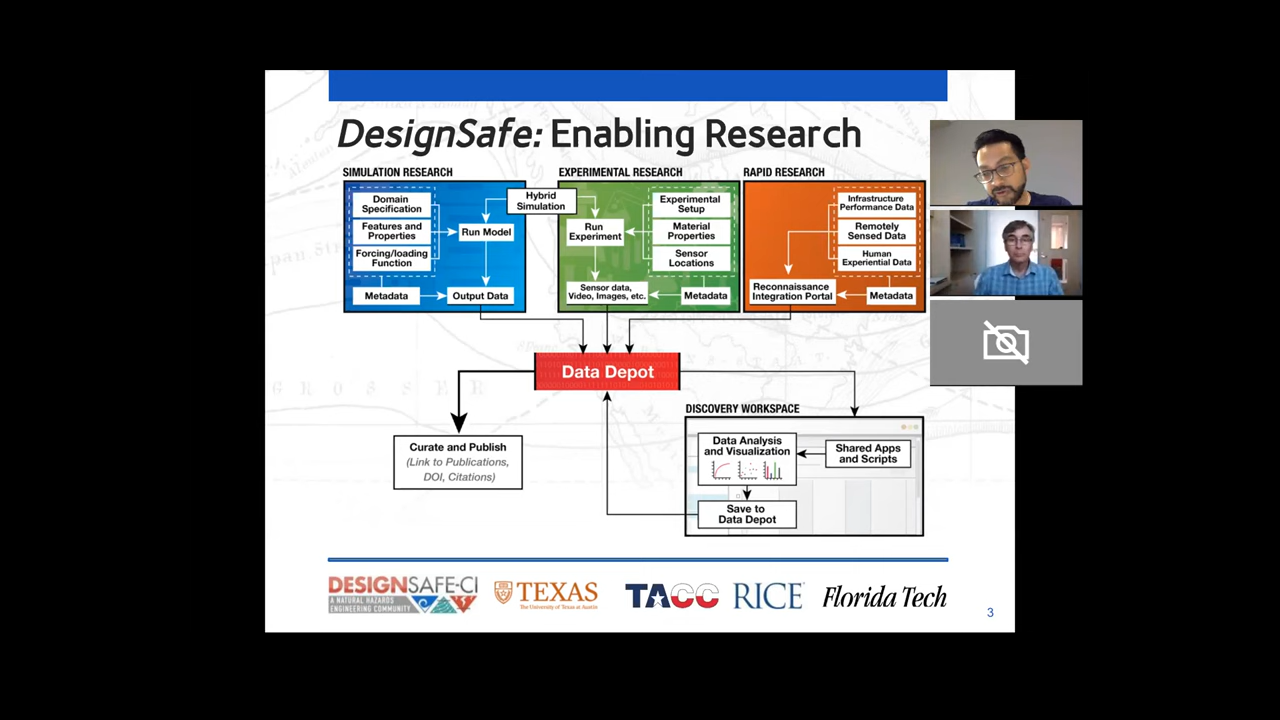 DesignSafe: Enabling Research
SIMULATION RESEARCH
Domain
Specification
Features and
Properties
Forcing/loading
Function
Metadata
Run Model
Output Data
Hybrid
Simulation
EXPERIMENTAL RESEARCH
Run
Experiment
Experimental
Setup
Material
Properties
Sensor
Locations
Sensor data,
Video, Images, etc.
Metadata
RAPID RESEARCH
Infrastructure
Performance Data
Remotely
Sensed Data
Human
Experiential Data
Reconnaissance
Integration Portal
Metadata
Data Depot
Curate and Publish
(Link to Publications,
DOI, Citations)
DISCOVERY WORKSPACE
Data Analysis
and Visualization
Shared Apps
and Scripts
Save to
Data Depot
DESIGNSAFE-CI
A NATURAL HAZARDS
ENGINEERING COMMUNITY
TEXAS
The University of Texas at Austin
TACC
RICE
Florida Tech
3